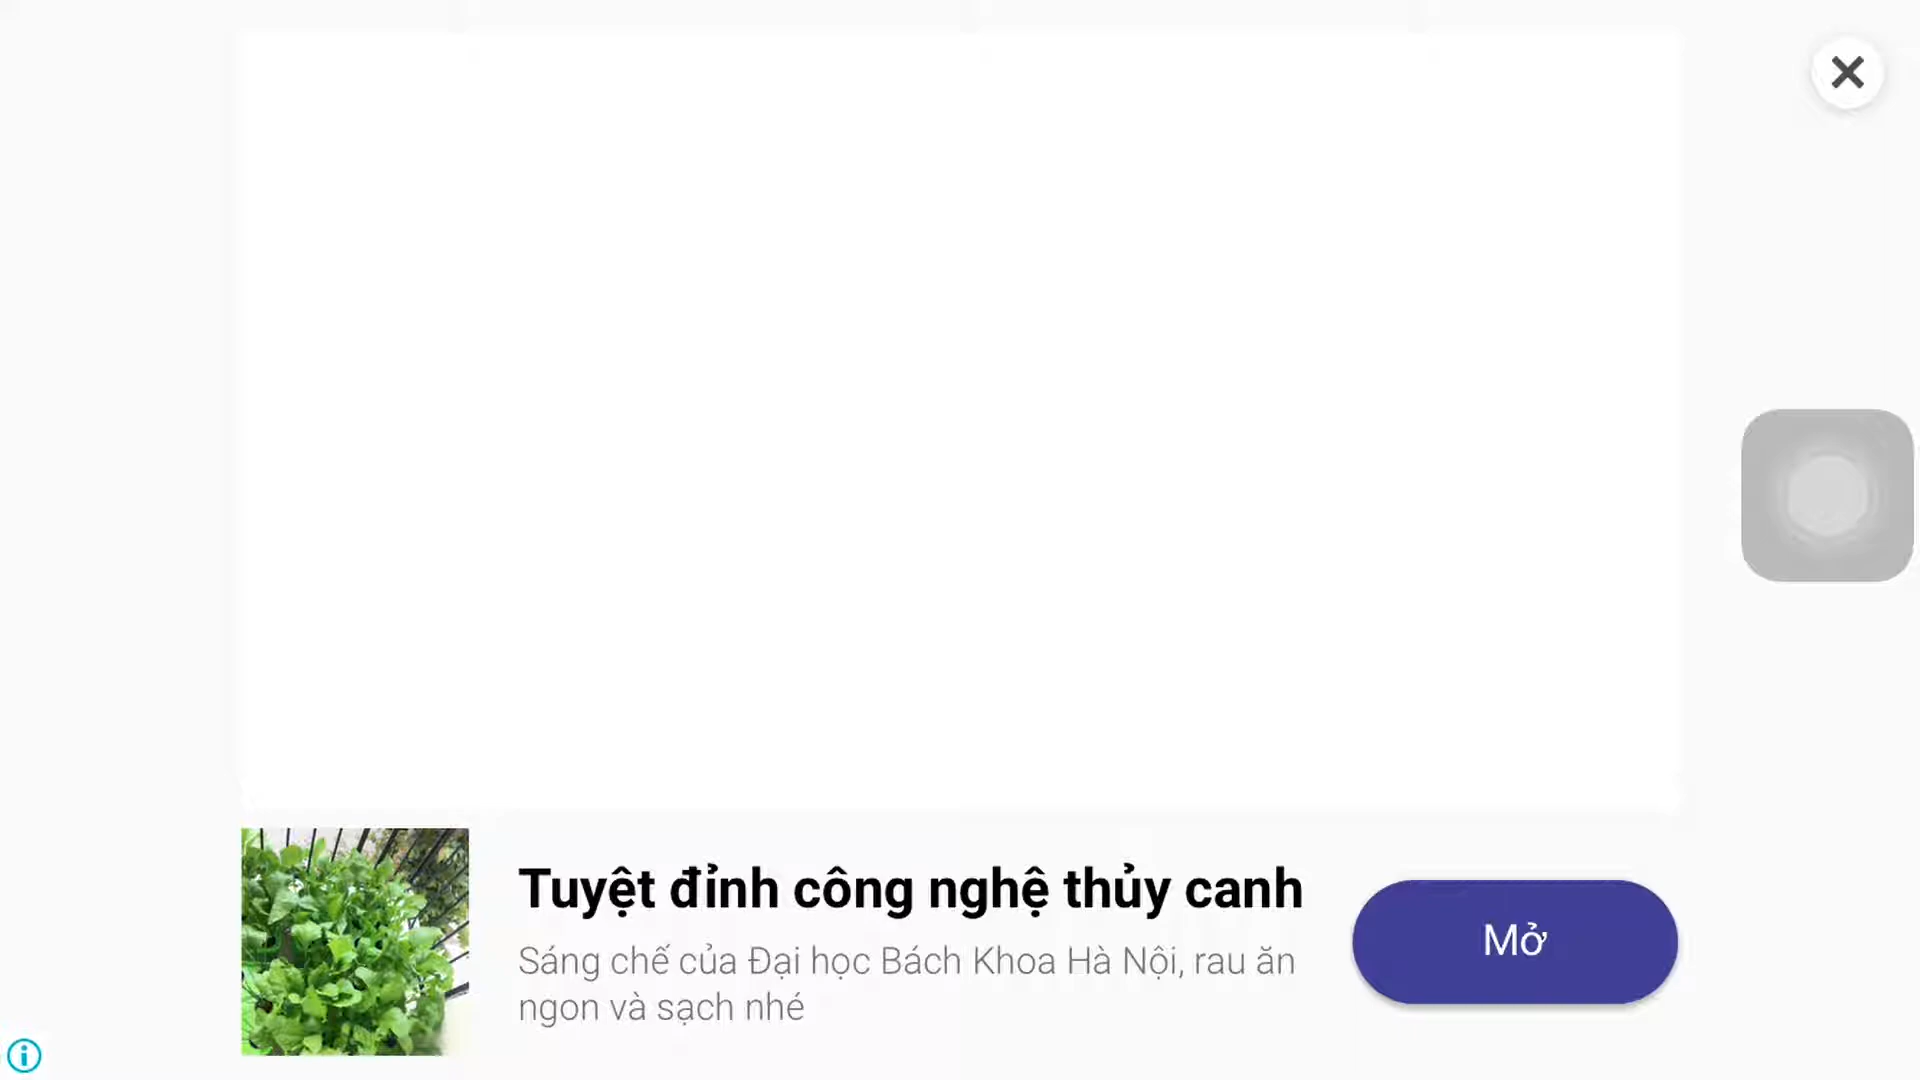 Tuyệt đỉnh công nghệ thủy canh
Sáng chế của Đại học Bách Khoa Hà Nội, rau ăn
ngon và sạch nhé
Mở